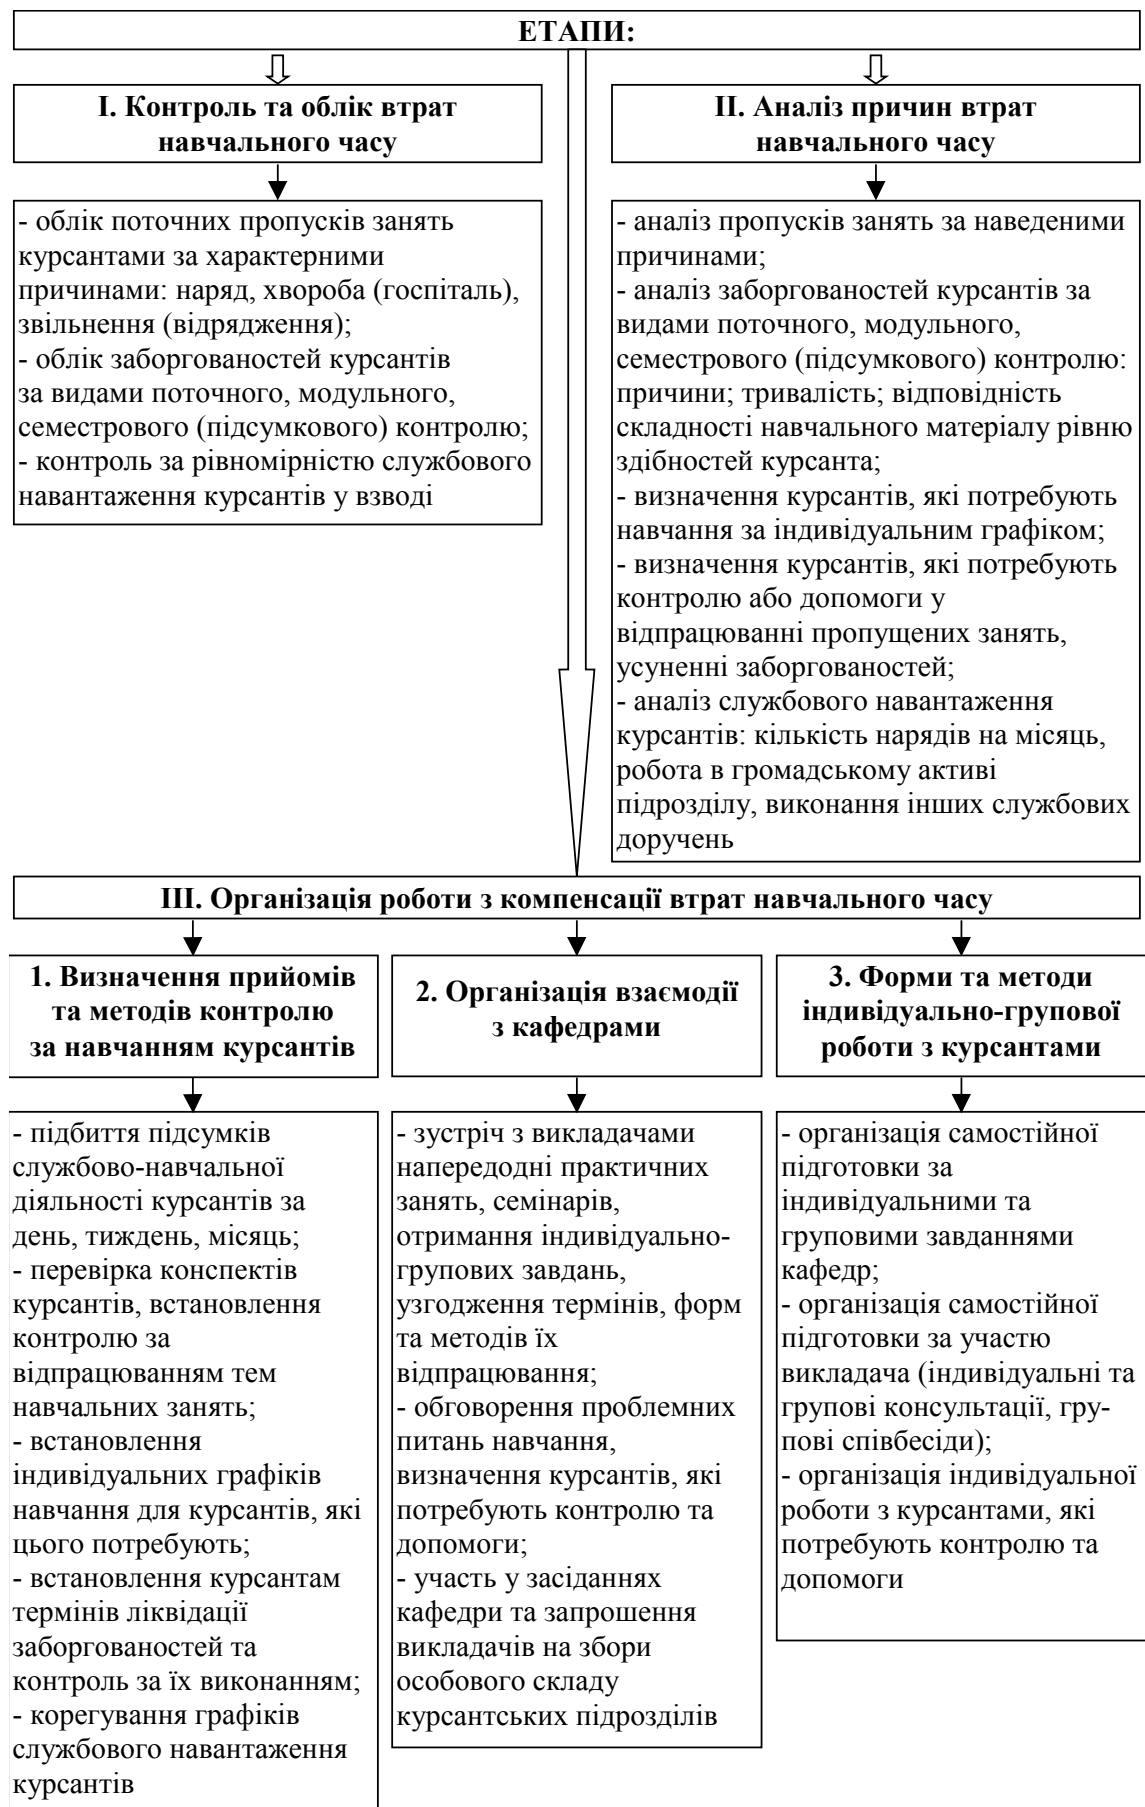 ЕТАПИ:
I. Контроль та облік втрат
навчального часу
- облік поточних пропусків занять
курсантами за характерними
причинами: наряд, хвороба (госпіталь),
звільнення (відрядження);
- облік заборгованостей курсантів
за видами поточного, модульного,
семестрового (підсумкового) контролю;
- контроль за рівномірністю службового
навантаження курсантів у взводі
II. Аналіз причин втрат
навчального часу
- аналіз пропусків занять за наведеними
причинами;
- аналіз заборгованостей курсантів за
видами поточного, модульного,
семестрового (підсумкового) контролю:
причини; тривалість; відповідність
складності навчального матеріалу рівню
здібностей курсанта;
- визначення курсантів, які потребують
навчання за індивідуальним графіком;
- визначення курсантів, які потребують
контролю або допомоги у
відпрацюванні пропущених занять,
усуненні заборгованостей;
- аналіз службового навантаження
курсантів: кількість нарядів на місяць,
робота в громадському активі
підрозділу, виконання інших службових
доручень
III. Організація роботи з компенсації втрат навчального часу
1. Визначення прийомів
та методів контролю
за навчанням курсантів
- підбиття підсумків
службово-навчальної
діяльності курсантів за
день, тиждень, місяць;
- перевірка конспектів
курсантів, встановлення
контролю за
відпрацюванням тем
навчальних занять;
- встановлення
індивідуальних графіків
навчання для курсантів, які
цього потребують;
- встановлення курсантам
термінів ліквідації
заборгованостей та
контроль за їх виконанням;
- корегування графіків
службового навантаження
курсантів
2. Організація взаємодії
з кафедрами
- зустріч з викладачами
напередодні практичних
занять, семінарів,
отримання індивідуально-
групових завдань,
узгодження термінів, форм
та методів їх
відпрацювання;
- обговорення проблемних
питань навчання,
визначення курсантів, які
потребують контролю та
допомоги;
- участь у засіданнях
кафедри та запрошення
викладачів на збори
особового складу
курсантських підрозділів
3. Форми та методи
індивідуально-групової
роботи з курсантами
- організація самостійної
підготовки за
індивідуальними та
груповими завданнями
кафедр;
- організація самостійної
підготовки за участю
викладача (індивідуальні та
групові консультації, гру-
пові співбесіди);
- організація індивідуальної
роботи з курсантами, які
потребують контролю та
допомоги